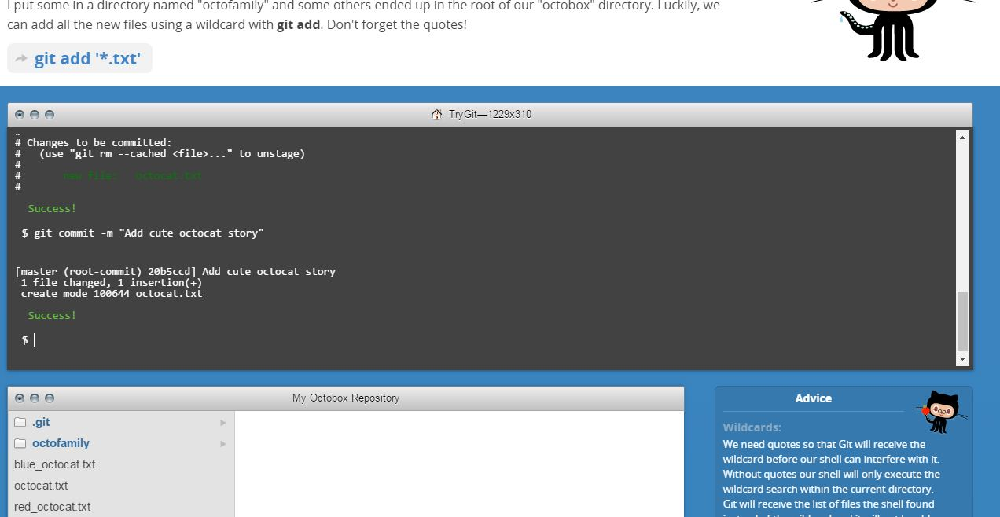 I put some in a directory named "octofamily" and some others ended up in the root of our "octobox" directory. Luckily, we
can add all the new files using a wildcard with git add. Don't forget the quotes!
git add '*.txt'
TryGit—1229x310
# Changes to be committed:
#   (use "git rm --cached <file>..." to unstage)
#
#       new file:   octocat.txt
#
Success!
$ git commit -m "Add cute octocat story"
[master (root-commit) 20b5ccd] Add cute octocat story
 1 file changed, 1 insertion(+)
 create mode 100644 octocat.txt
Success!
$
My Octobox Repository
.git
octofamily
blue_octocat.txt
octocat.txt
red_octocat.txt
Advice
Wildcards:
We need quotes so that Git will receive the
wildcard before our shell can interfere with it.
Without quotes our shell will only execute the
wildcard search within the current directory.
Git will receive the list of files the shell found